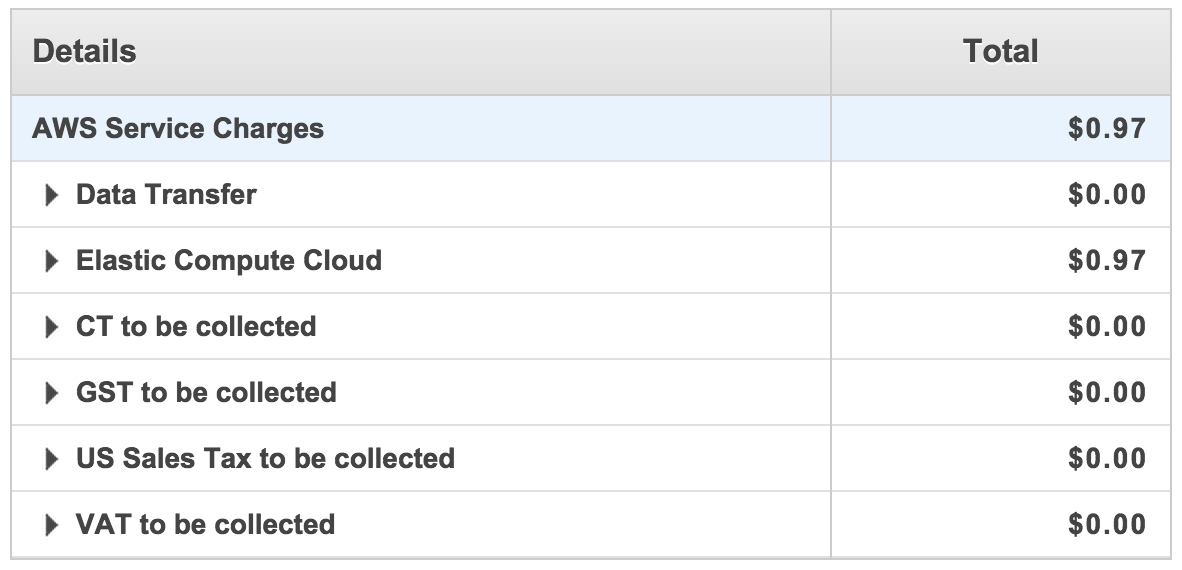 Details Total
AWS Service Charges $0.97
Data Transfer $0.00
Elastic Compute Cloud $0.97
CT to be collected $0.00
GST to be collected $0.00
US Sales Tax to be collected $0.00
VAT to be collected $0.00